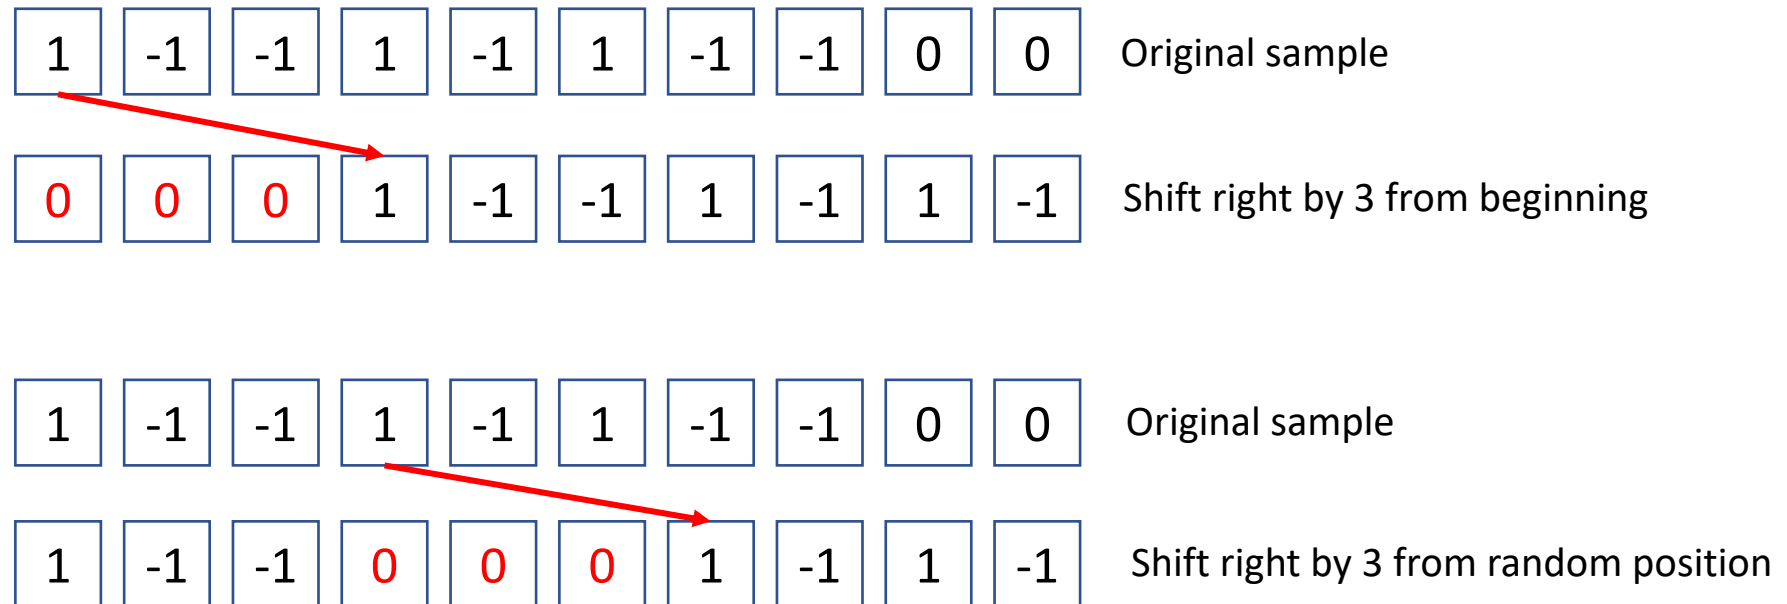 1 -1 -1 1 -1 1 -1 -1 0 0 Original sample
0 0 0 1 -1 -1 1 -1 1 -1 Shift right by 3 from beginning
1 -1 -1 1 -1 1 -1 -1 0 0 Original sample
1 -1 -1 0 0 0 1 -1 1 -1 Shift right by 3 from random position